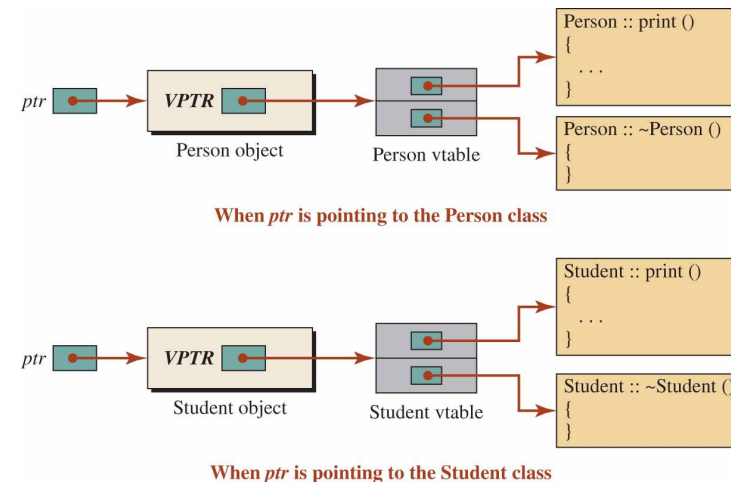 Person :: print ()
{
...
}
ptr
VPTR
Person object
Person vtable
Person :: ~Person ()
{
}
When ptr is pointing to the Person class
Student :: print ()
{
...
}
ptr
VPTR
Student object
Student vtable
Student :: ~Student ()
{
}
When ptr is pointing to the Student class